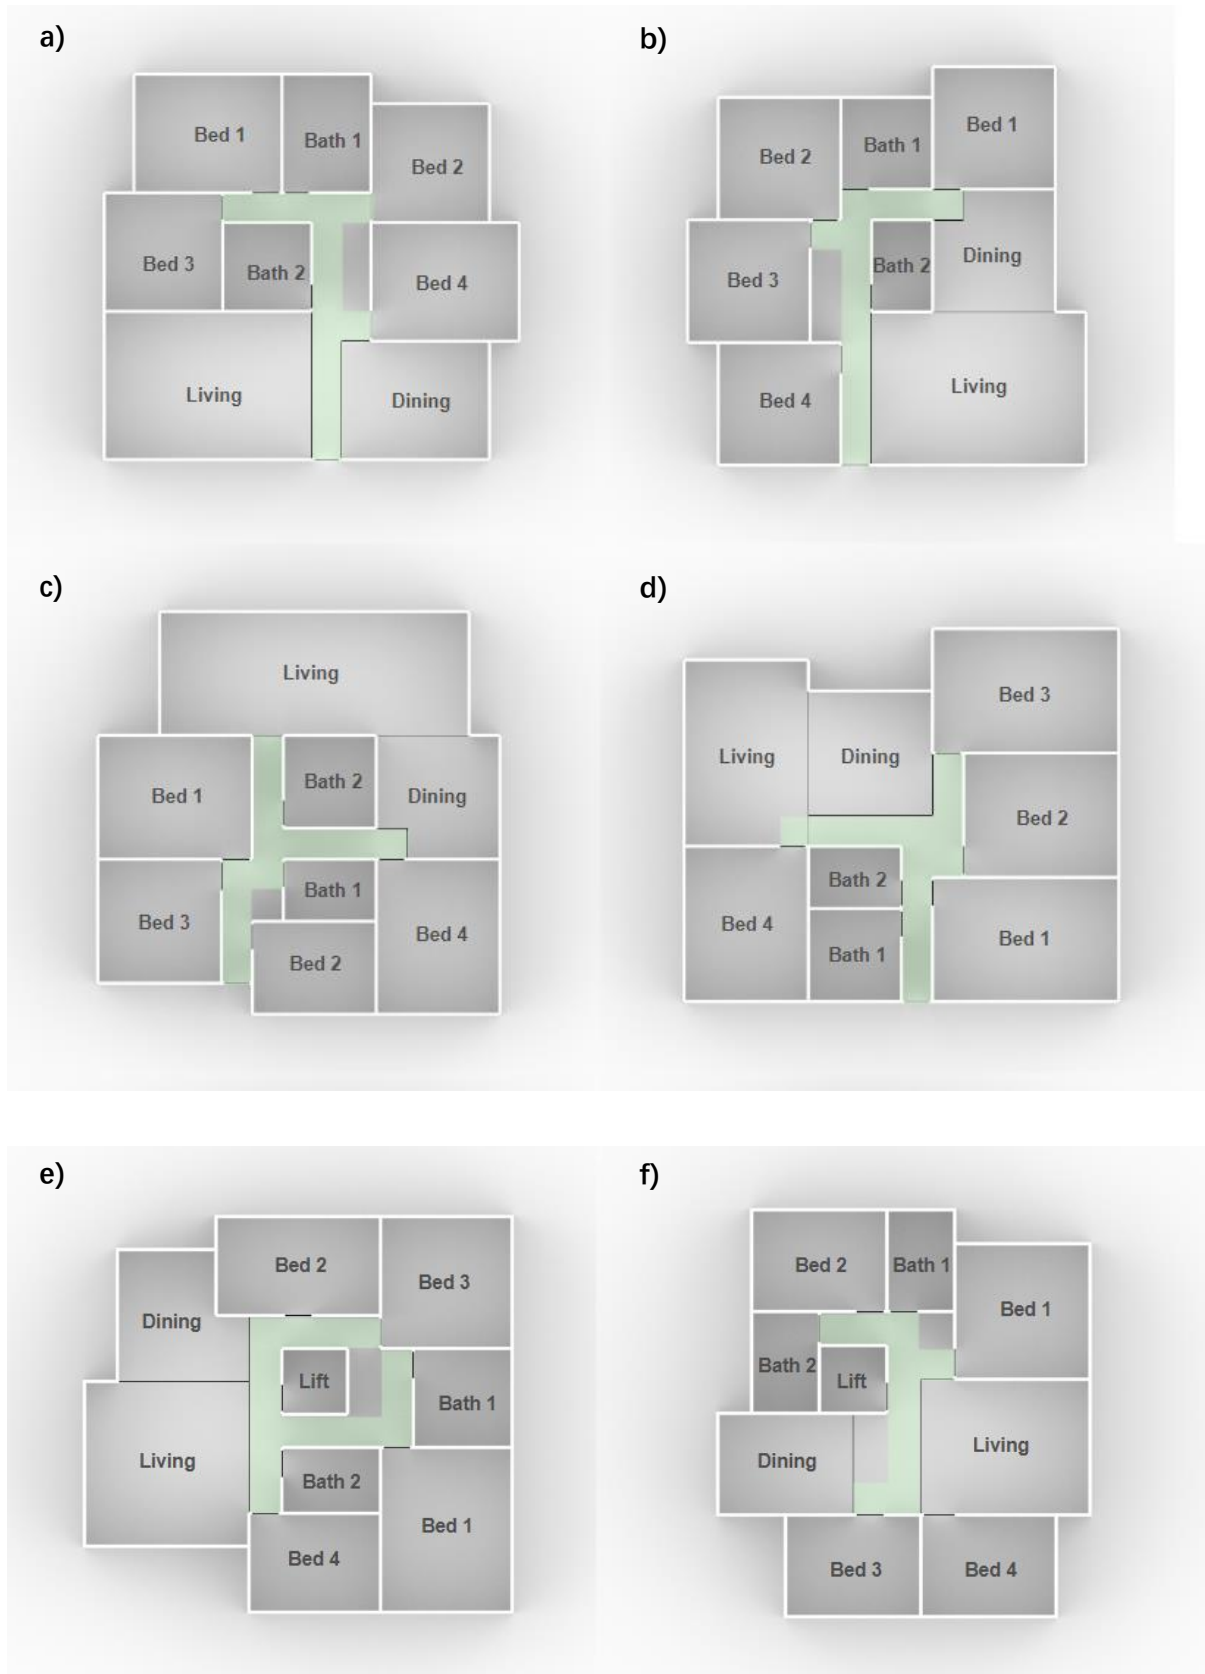 a)
Bed 1
Bath 1
Bed 2
Bed 3
Bath 2
Bed 4
Living
Dining
b)
Bed 1
Bath 1
Bed 2
Dining
Bath 2
Bed 3
Living
Bed 4
c)
Living
Bath 2
Bed 1
Dining
Bath 1
Bed 3
Bed 4
Bed 2
d)
Bed 3
Living
Dining
Bed 2
Bath 2
Bed 4
Bed 1
Bath 1
e)
Bed 2
Bed 3
Dining
Lift
Bath 1
Living
Bath 2
Bed 1
Bed 4
f)
Bed 2
Bath 1
Bed 1
Bath 2
Lift
Living
Dining
Bed 3
Bed 4